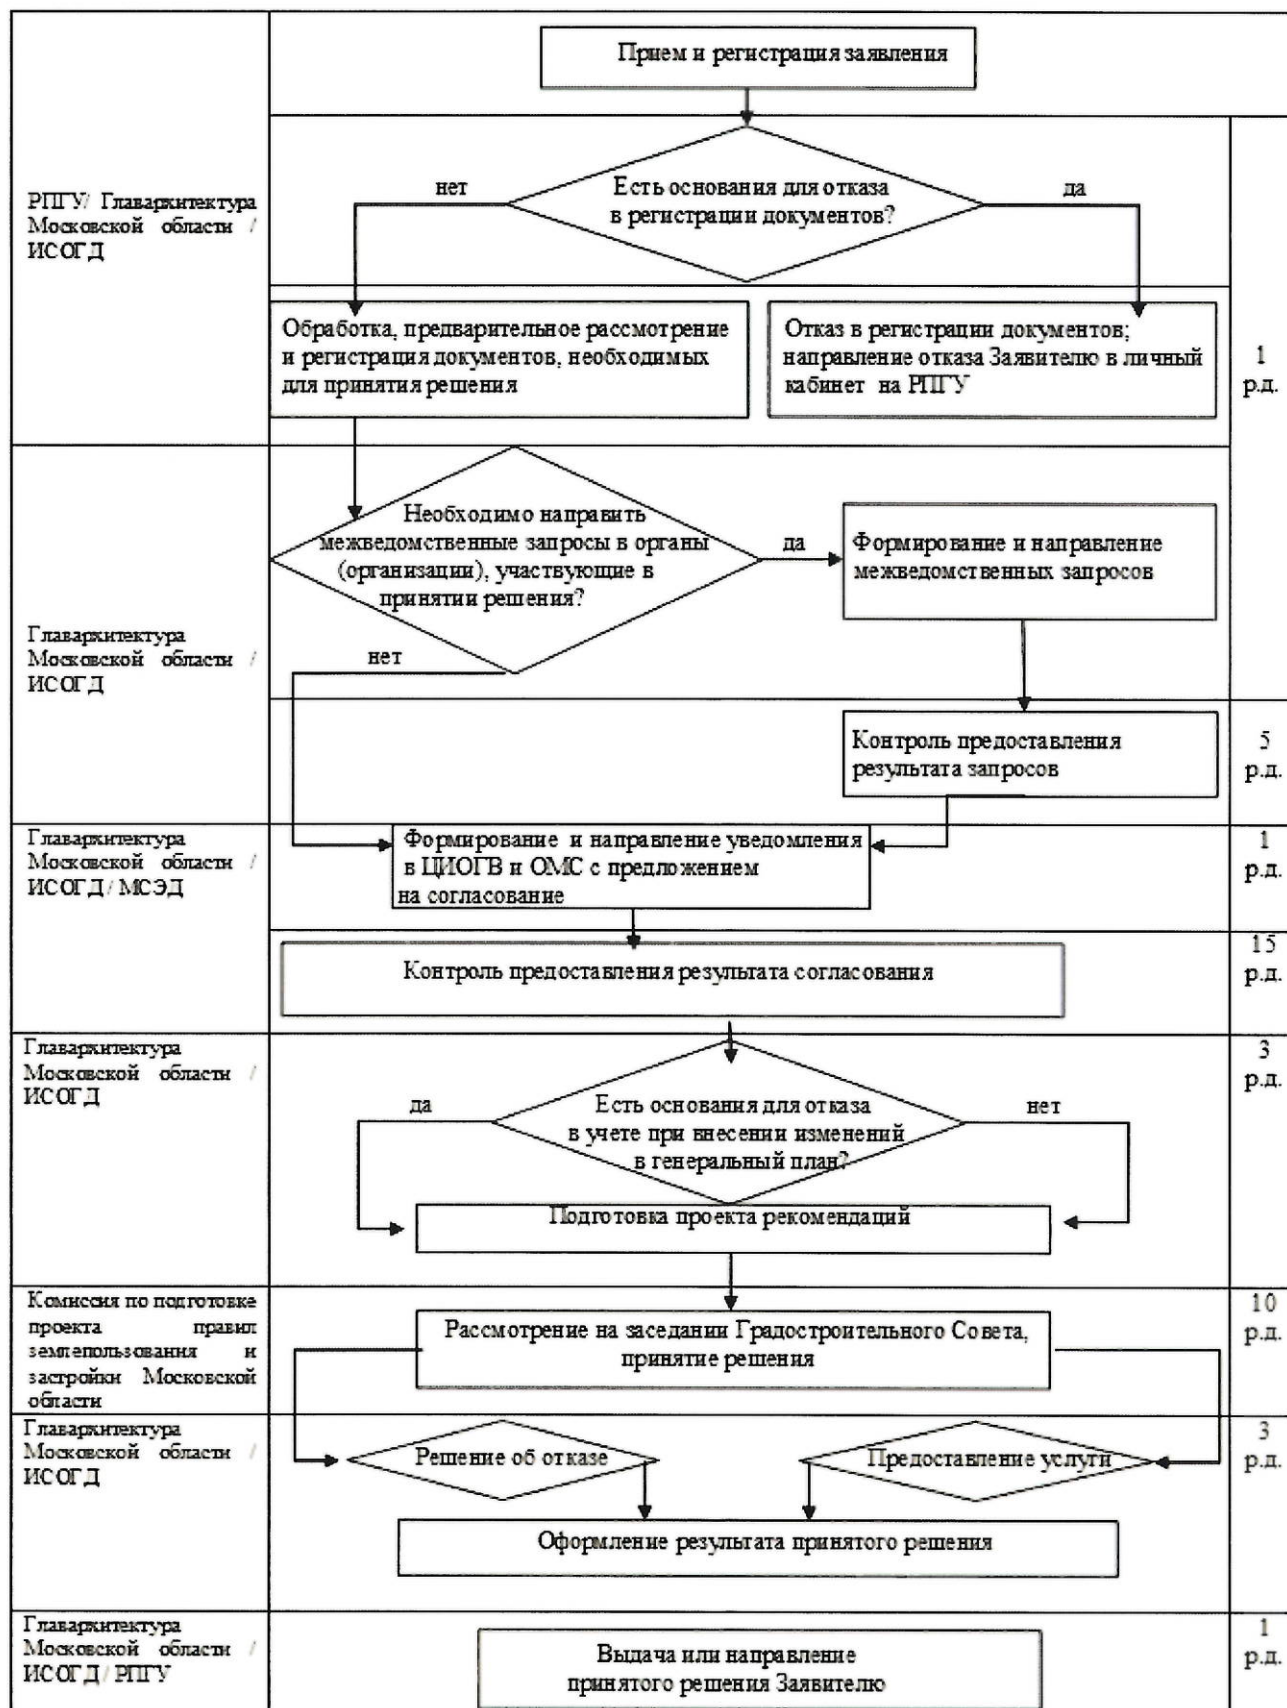 Прием и регистрация заявления
РПГУ/ Главархитектура
Московской области /
ИСОГД
нет
Есть основания для отказа
в регистрации документов?
да
Обработка, предварительное рассмотрение
и регистрация документов, необходимых
для принятия решения
Отказ в регистрации документов;
направление отказа Заявителю в личный
кабинет на РПГУ
1
р.д.
Главархитектура
Московской области /
ИСОГД
Необходимо направить
межведомственные запросы в органы
(организации), участвующие в
принятии решения?
да
Формирование и направление
межведомственных запросов
нет
Контроль предоставления
результата запросов
5
р.д.
Главархитектура
Московской области /
ИСОГД/ МСЭД
Формирование и направление уведомления
в ЦИОГВ и ОМС с предложением
на согласование
1
р.д.
Контроль предоставления результата согласования
15
р.д.
Главархитектура
Московской области /
ИСОГД
да
Есть основания для отказа
в учете при внесении изменений
в генеральный план?
нет
3
р.д.
Подготовка проекта рекомендаций
Комиссия по подготовке
проекта правил
землепользования и
застройки Московской
области
Рассмотрение на заседании Градостроительного Совета,
принятие решения
10
р.д.
Главархитектура
Московской области /
ИСОГД
Решение об отказе
Предоставление услуги
3
р.д.
Оформление результата принятого решения
Главархитектура
Московской области /
ИСОГД/ РПГУ
Выдача или направление
принятого решения Заявителю
1
р.д.